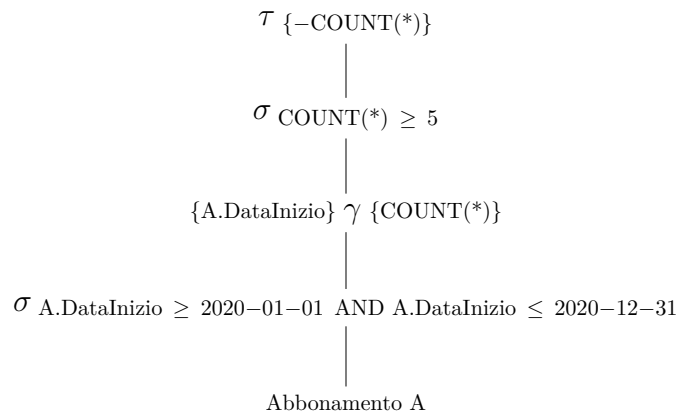 τ {−COUNT(*)}
σ COUNT(*) ≥ 5
{A.DataInizio} γ {COUNT(*)}
σ A.DataInizio ≥ 2020−01−01 AND A.DataInizio ≤ 2020−12−31
Abbonamento A